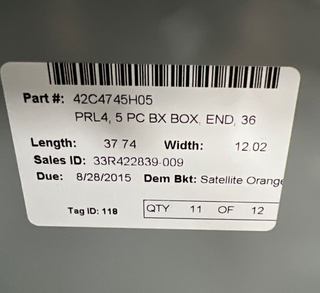 Part #: 42C4745H05
PRL4, 5 PC BX BOX, END, 36
Length: 37 74 Width: 12.02
Sales ID: 33R422839-009
Due: 8/28/2015 Dem Bkt: Satellite Orange
Tag ID: 118 QTY 11 OF 12